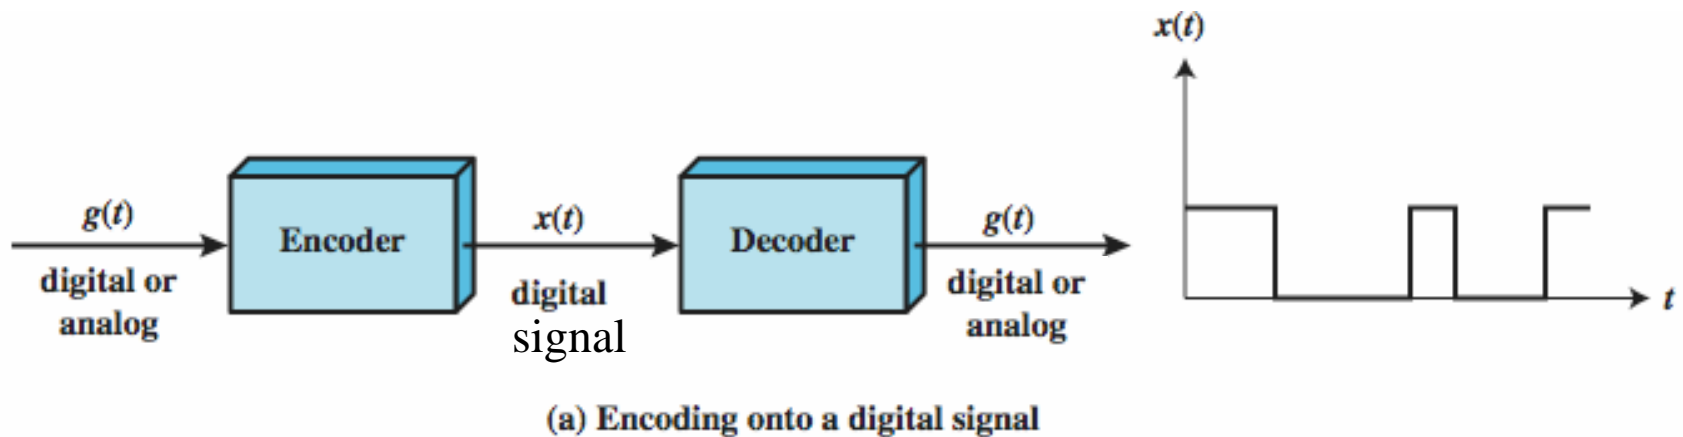 x(t)
g(t)
digital or
analog
Encoder
x(t)
digital
signal
Decoder
g(t)
digital or
analog
t
(a) Encoding onto a digital signal